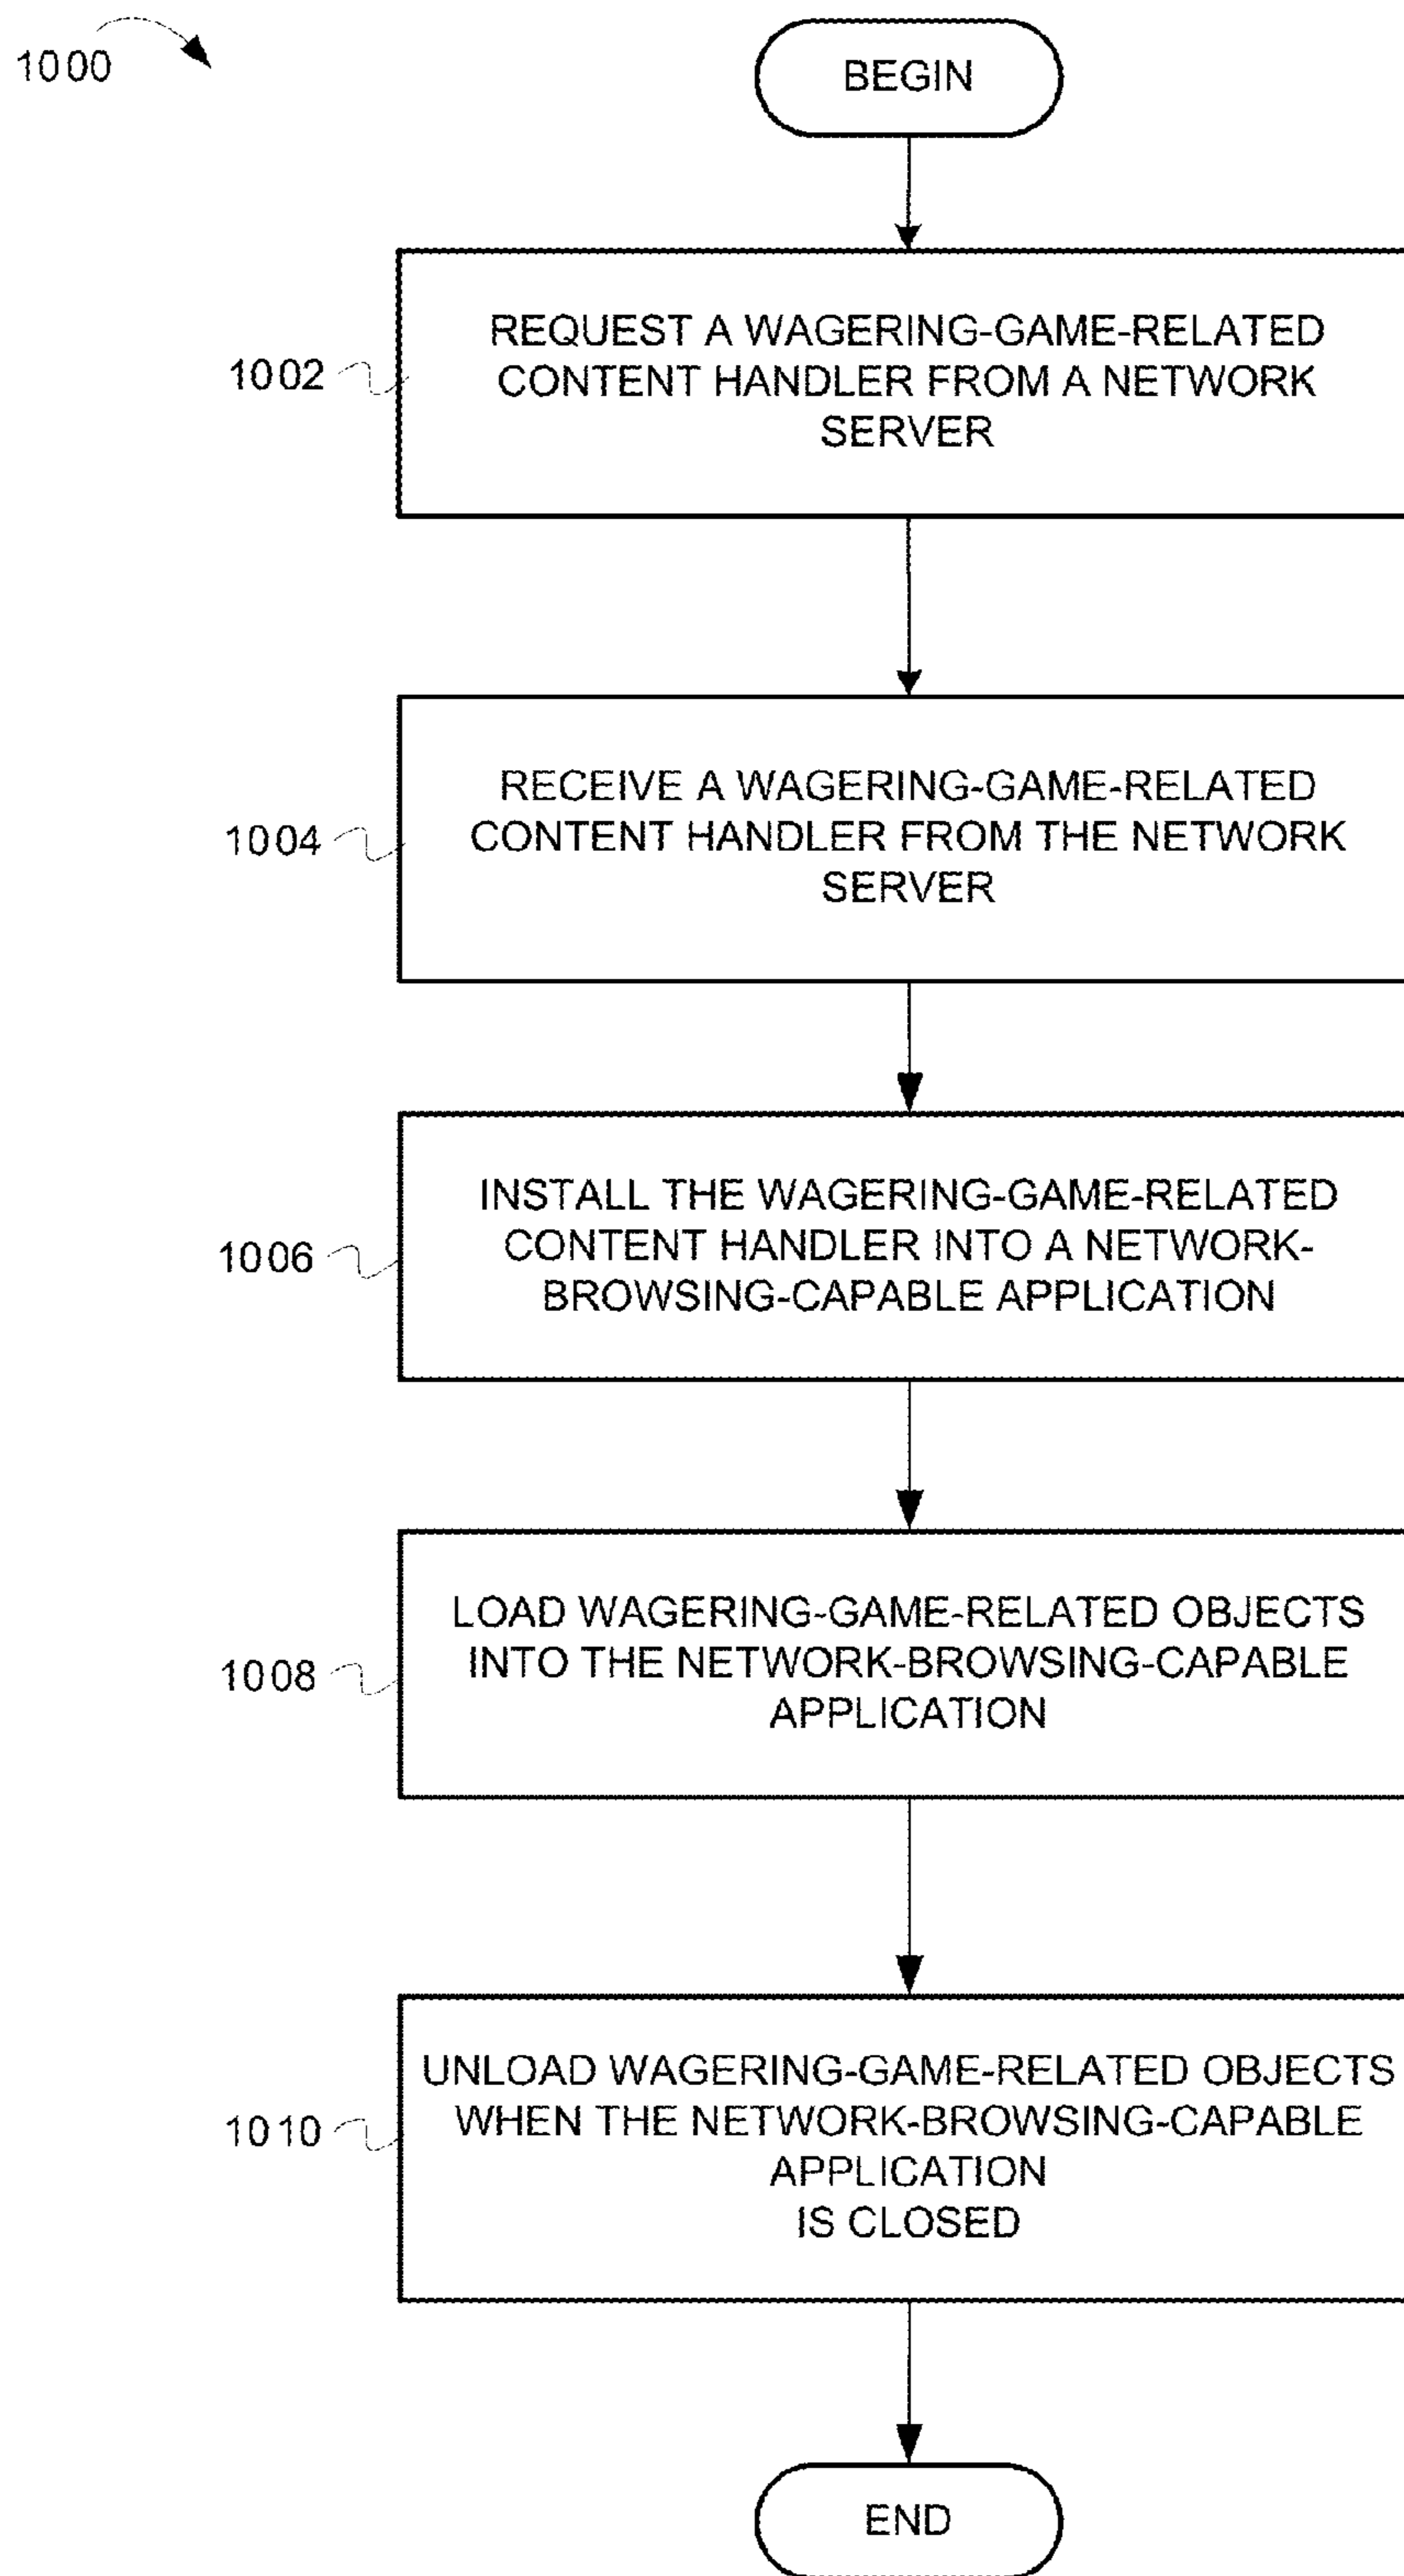 1000
BEGIN
1002
REQUEST A WAGERING-GAME-RELATED
CONTENT HANDLER FROM A NETWORK
SERVER
1004
RECEIVE A WAGERING-GAME-RELATED
CONTENT HANDLER FROM THE NETWORK
SERVER
1006
INSTALL THE WAGERING-GAME-RELATED
CONTENT HANDLER INTO A NETWORK-
BROWSING-CAPABLE APPLICATION
1008
LOAD WAGERING-GAME-RELATED OBJECTS
INTO THE NETWORK-BROWSING-CAPABLE
APPLICATION
1010
UNLOAD WAGERING-GAME-RELATED OBJECTS
WHEN THE NETWORK-BROWSING-CAPABLE
APPLICATION
IS CLOSED
END